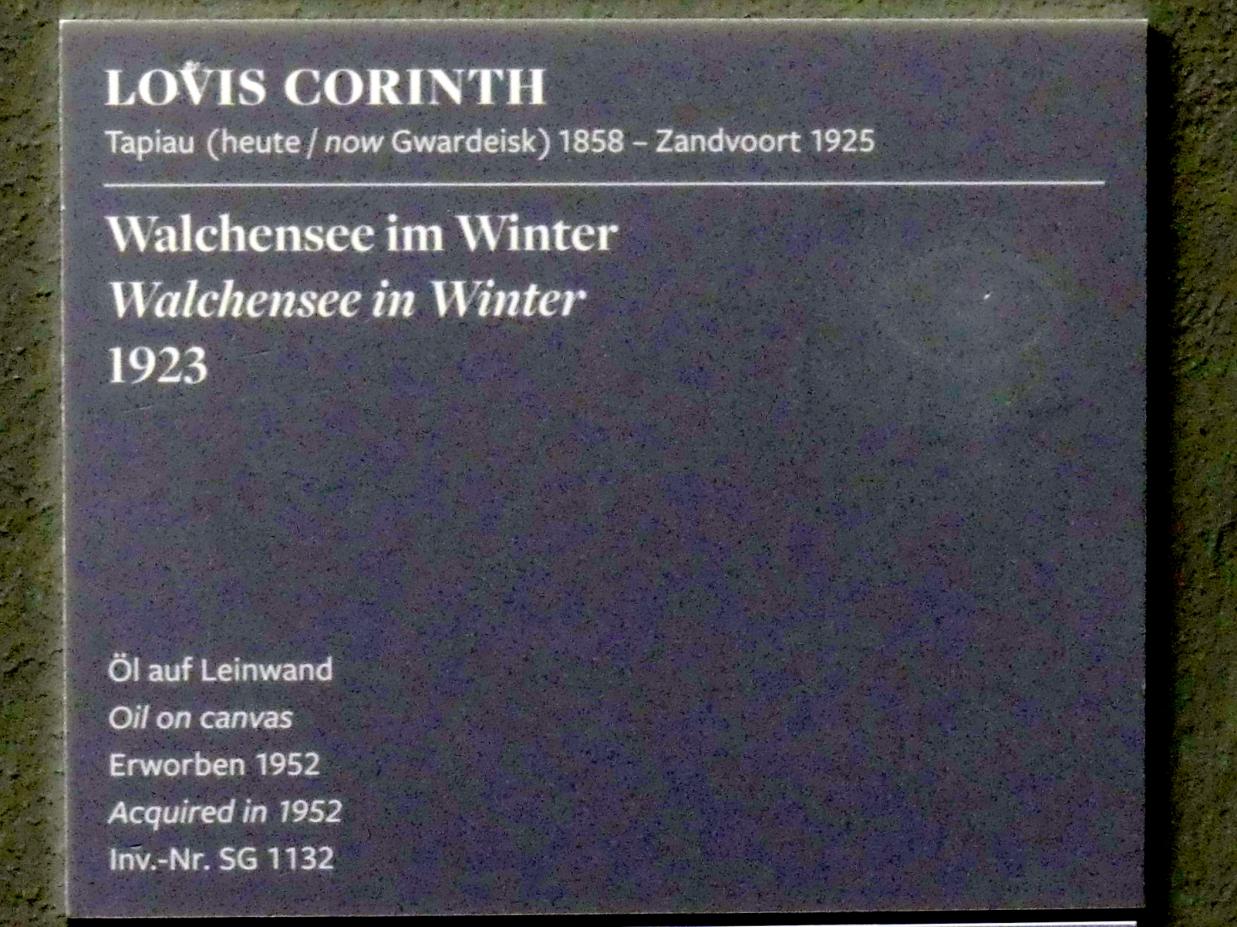 LOVIS CORINTH
Tapiau (heute / now Gwardeisk) 1858 – Zandvoort 1925
Walchensee im Winter
Walchensee in Winter
1923
Öl auf Leinwand
Oil on canvas
Erworben 1952
Acquired in 1952
Inv.-Nr. SG 1132